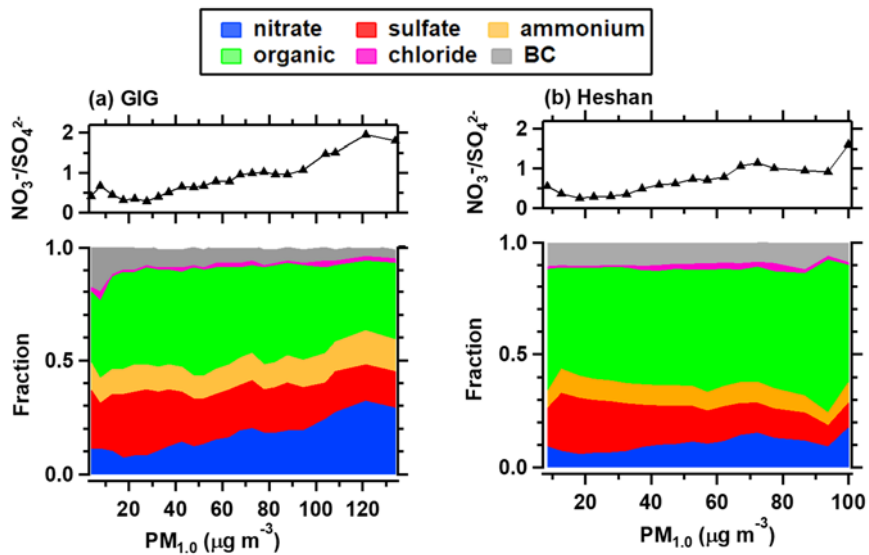 nitrate sulfate ammonium
organic chloride BC
(a) GIG
NO₃⁻/SO₄²⁻
2
1
0
1.0
0.5
0.0
Fraction
20 40 60 80 100 120
PM₁.₀ (μg m⁻³)
(b) Heshan
NO₃⁻/SO₄²⁻
2
1
0
1.0
0.5
0.0
Fraction
20 40 60 80 100
PM₁.₀ (μg m⁻³)